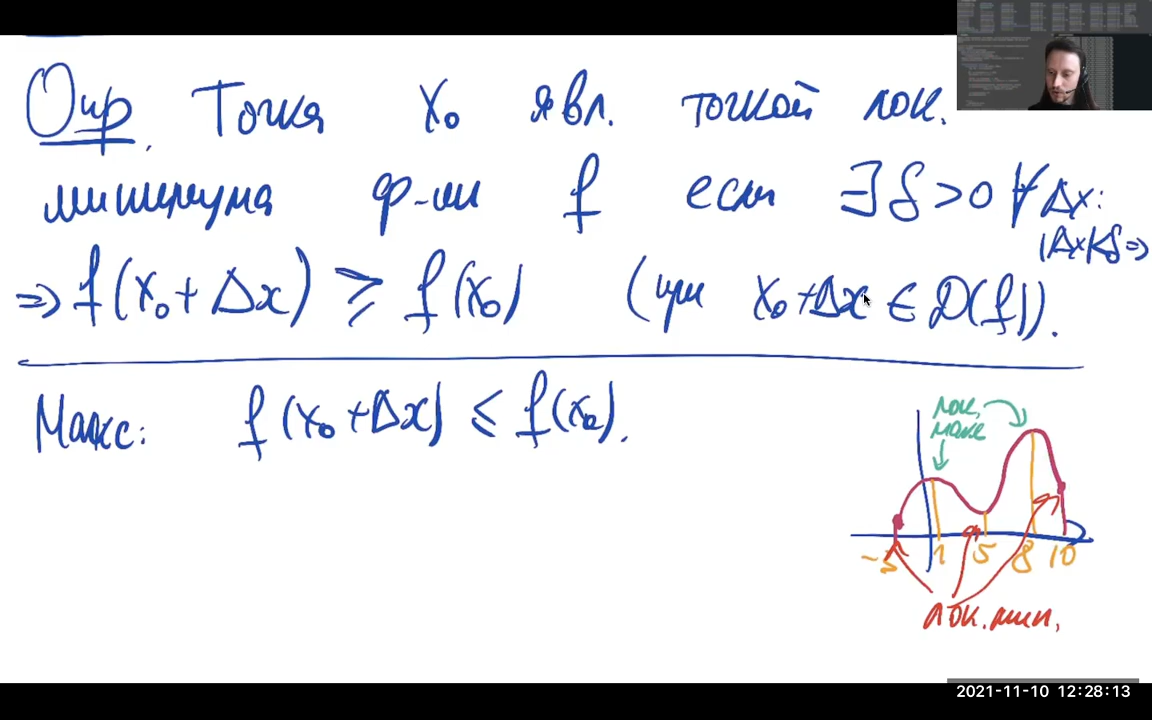 Опр. Точка x₀ явл. точкой лок.
минимума ф-ии f если ∃ δ>0 ∀ Δx:
|Δx|<δ ⇒
⇒ f(x₀+Δx) ⩾ f(x₀) (при x₀+Δx ∈ D(f)).
Макс: f(x₀+Δx) ⩽ f(x₀).
лок.
макс
1 5 8 10
лок. мин.
2021-11-10 12:28:13